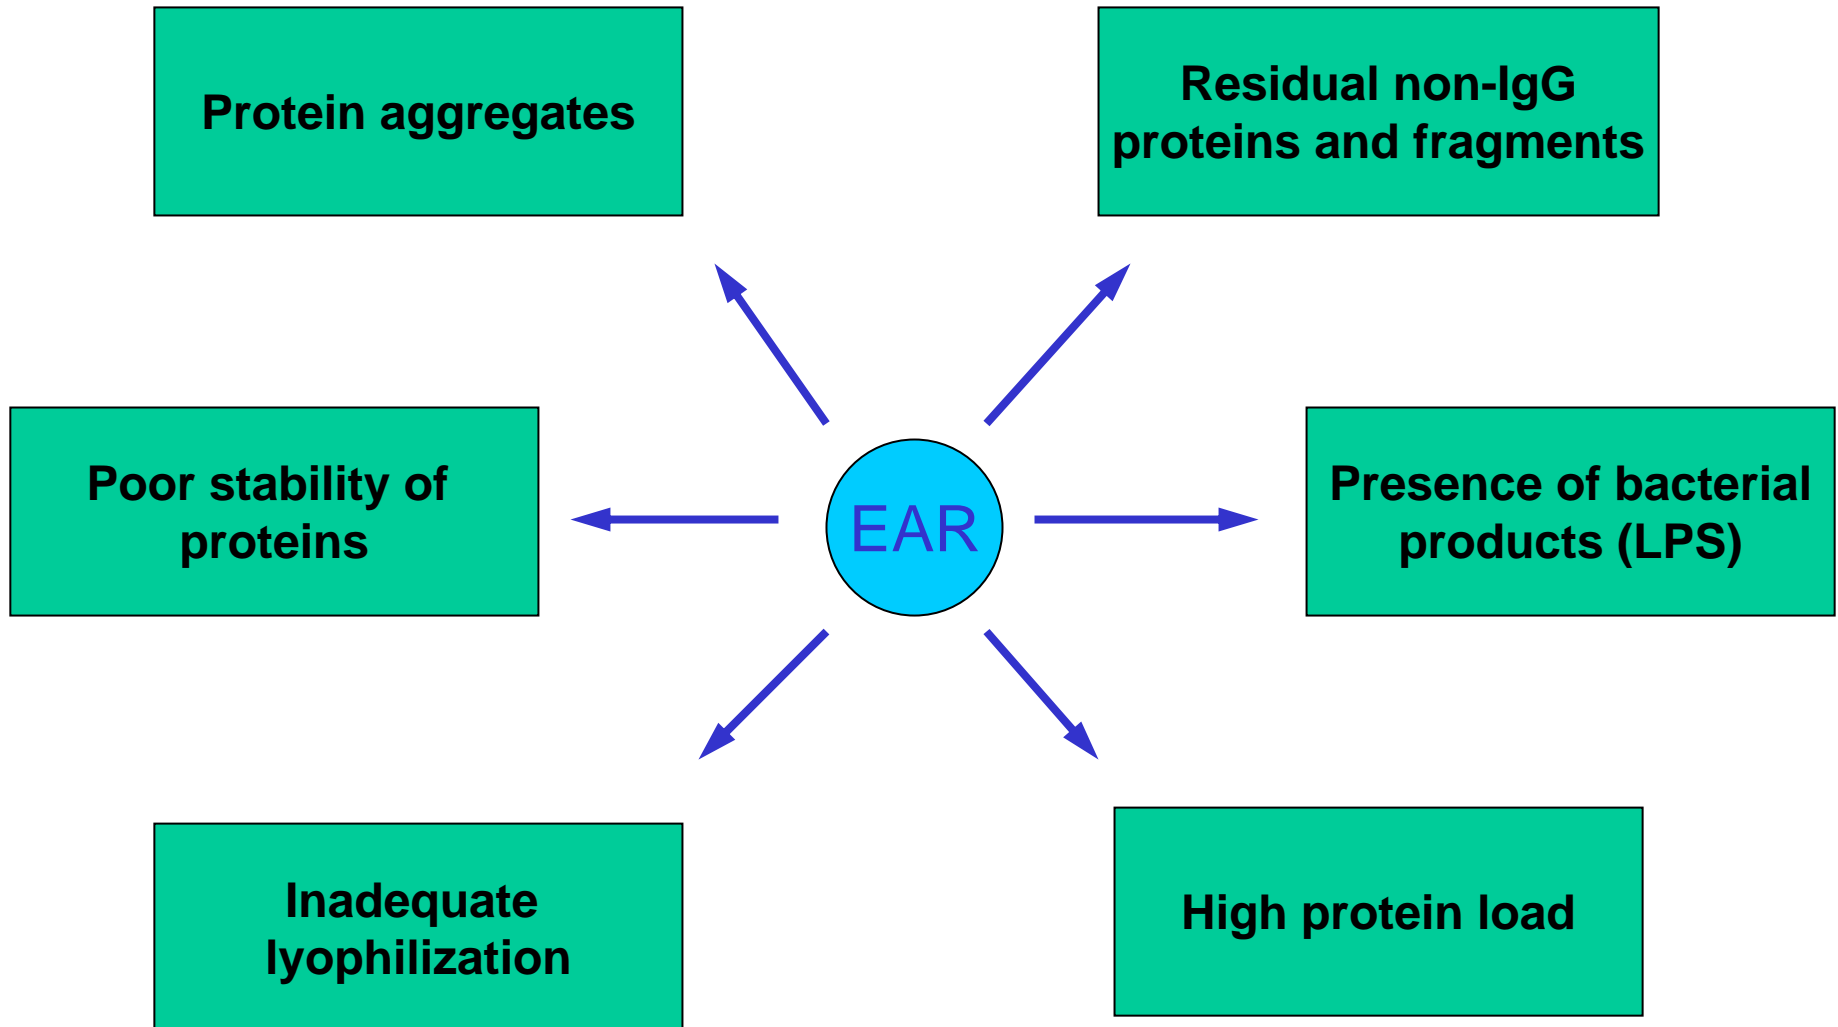 Protein aggregates
Residual non-IgG
proteins and fragments
Poor stability of
proteins
EAR
Presence of bacterial
products (LPS)
Inadequate
lyophilization
High protein load